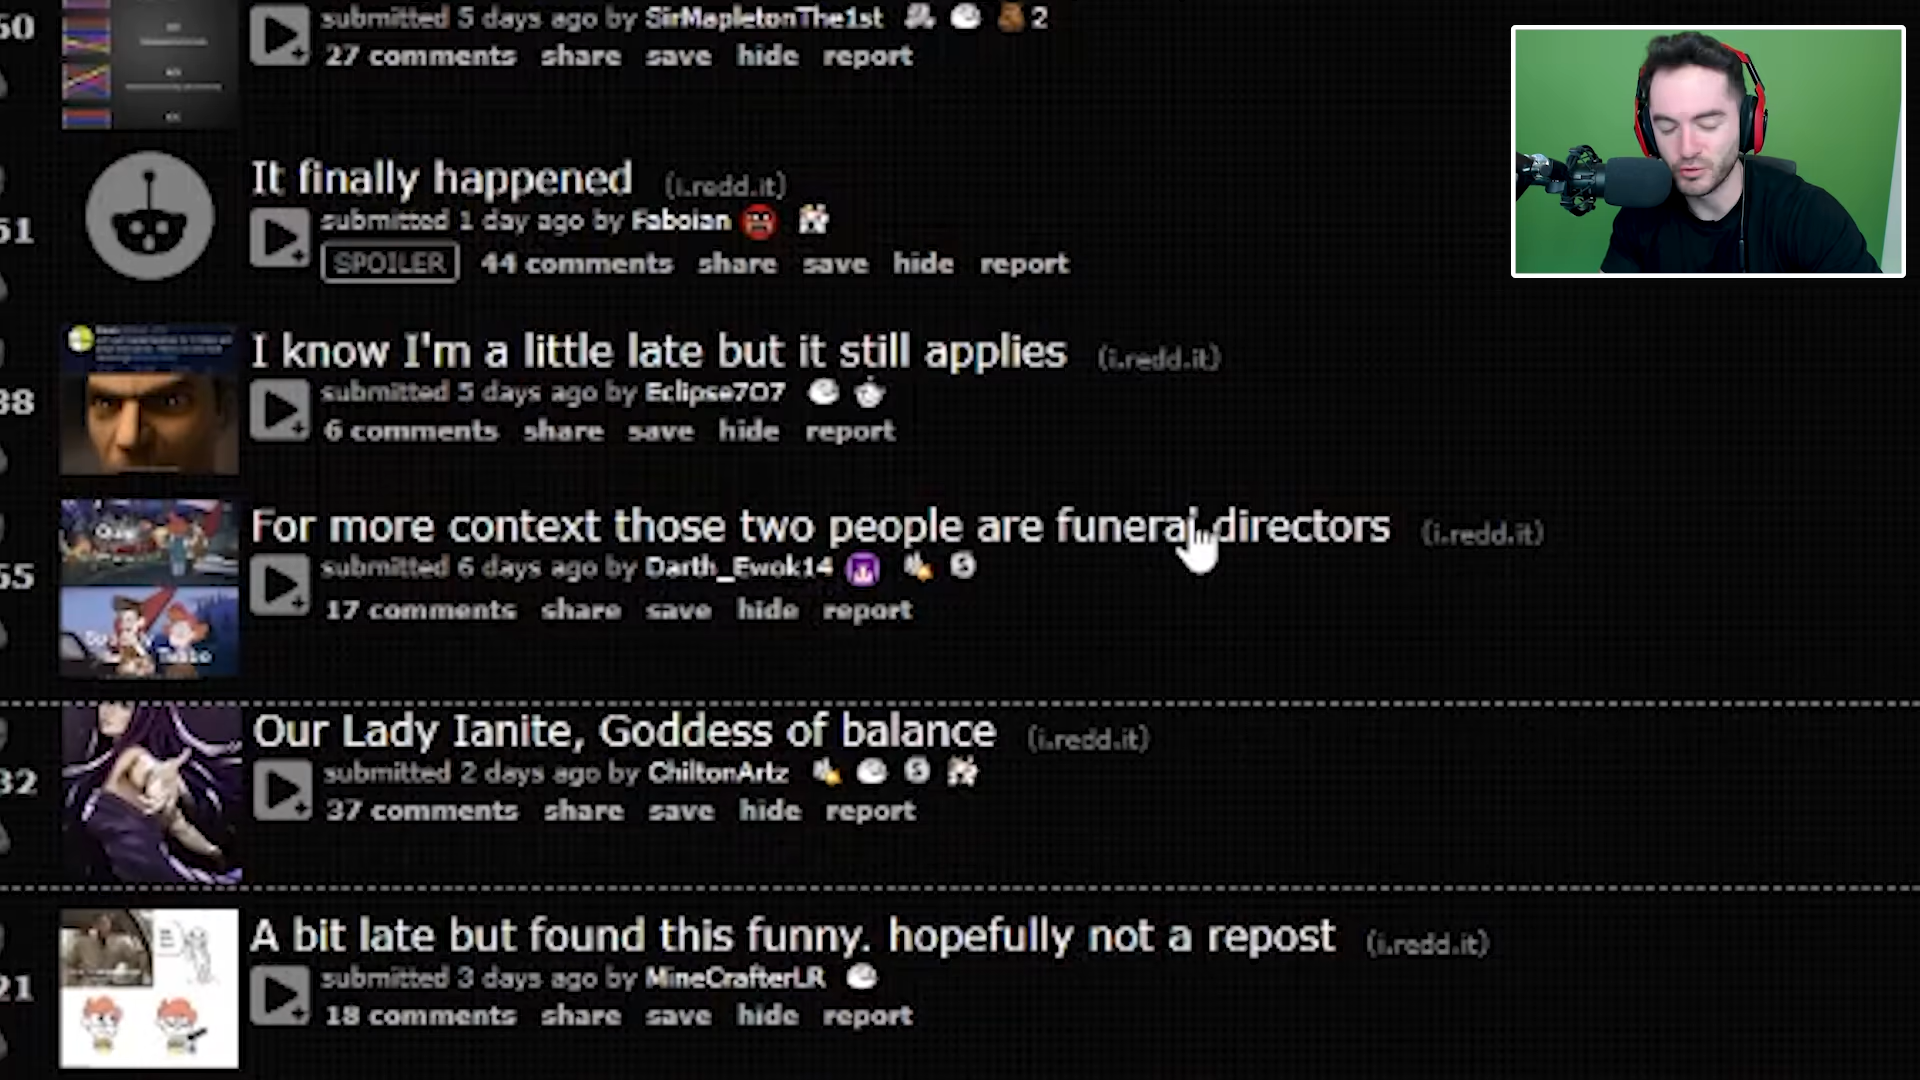 50
submitted 5 days ago by SirMapletonThe1st 2
27 comments share save hide report
It finally happened (i.redd.it)
submitted 1 day ago by Faboian
51
SPOILER 44 comments share save hide report
I know I'm a little late but it still applies (i.redd.it)
submitted 5 days ago by Eclipse707
38
6 comments share save hide report
For more context those two people are funeral directors (i.redd.it)
submitted 6 days ago by Darth_Ewok14
55
17 comments share save hide report
Our Lady Ianite, Goddess of balance (i.redd.it)
submitted 2 days ago by ChiltonArtz
32
37 comments share save hide report
A bit late but found this funny. hopefully not a repost (i.redd.it)
submitted 3 days ago by MineCrafterLR
21
18 comments share save hide report